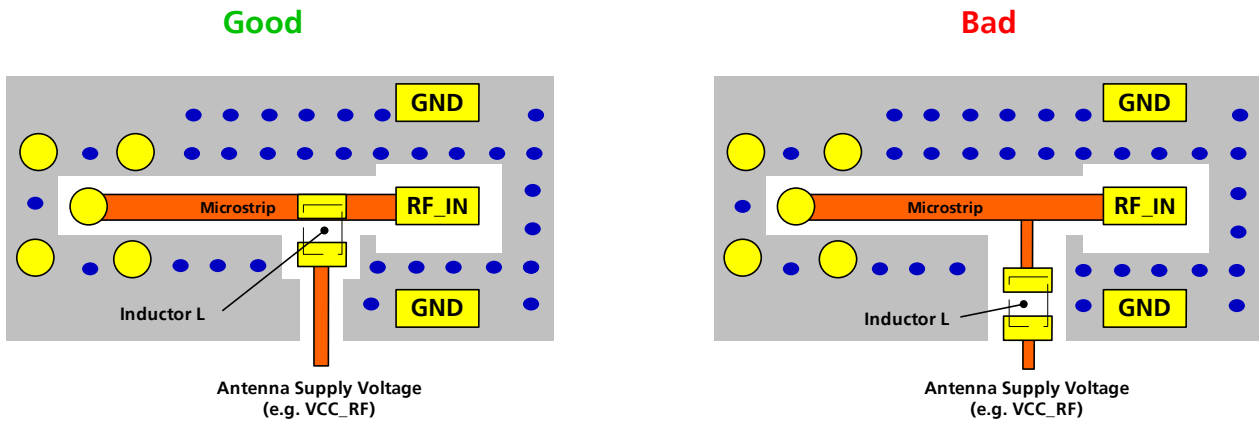 Good
GND
Microstrip
RF_IN
Inductor L
GND
Antenna Supply Voltage
(e.g. VCC_RF)
Bad
GND
Microstrip
RF_IN
Inductor L
GND
Antenna Supply Voltage
(e.g. VCC_RF)